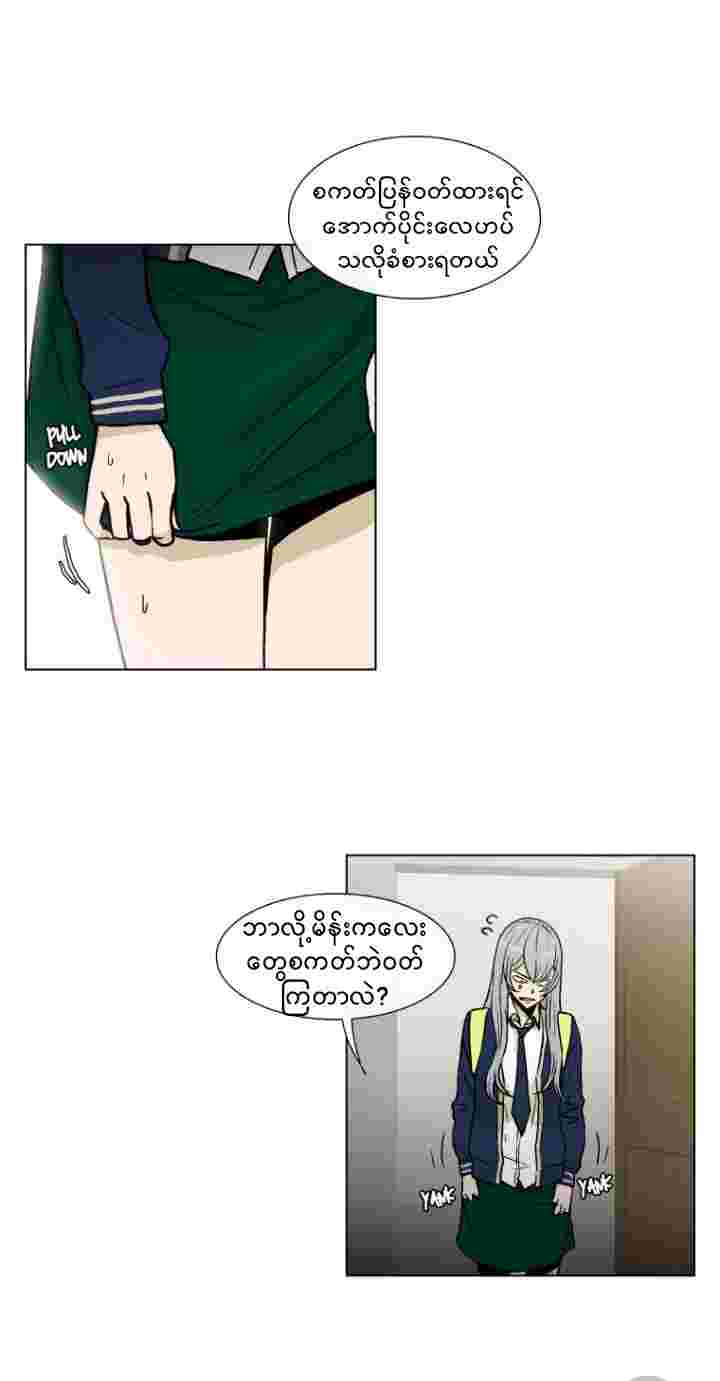 စကတ်ပြန်ဝတ်ထားရင်
အောက်ပိုင်းလေဟပ်
သလိုခံစားရတယ်
PULL
DOWN
ဘာလို့မိန်းကလေး
တွေစကတ်ဘဲဝတ်
ကြတာလဲ?
YANK
YANK